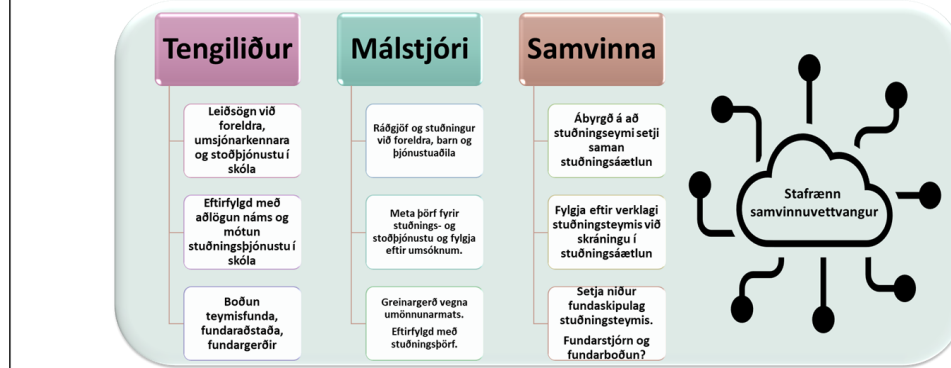 Tengiliður
Leiðsögn við
foreldra,
umsjónarkennara
og stoðþjónustu í
skóla
Eftirfylgd með
aðlögun náms og
mótun
stuðningsþjónustu í
skóla
Boðun
teymisfunda,
fundaraðstaða,
fundargerðir
Málstjóri
Ráðgjöf og stuðningur
við foreldra, barn og
þjónustuaðila
Meta þörf fyrir
stuðnings- og
stoðþjónustu og fylgja
eftir umsóknum.
Greinargerð vegna
umönnunarmats.
Eftirfylgd með
stuðningsþörf.
Samvinna
Ábyrgð á að
stuðningseymi setji
saman
stuðningsáætlun
Fylgja eftir verklagi
stuðningsteymis við
skráningu í
stuðningsáætlun
Setja niður
fundaskipulag
stuðningsteymis.
Fundarstjórn og
fundarboðun?
Stafrænn
samvinnuvettvangur